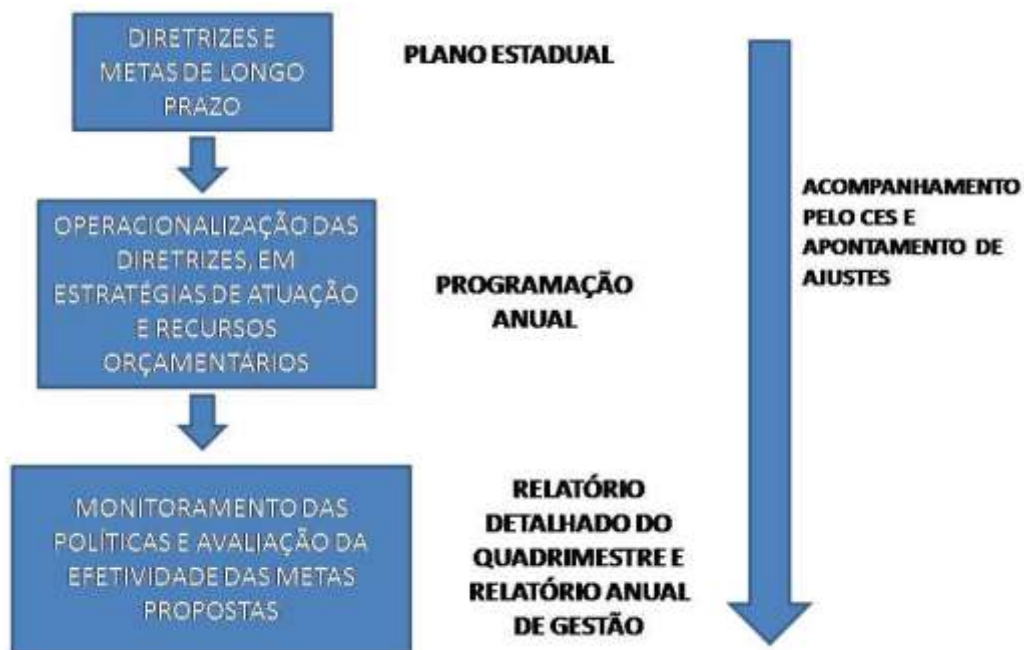 DIRETRIZES E
METAS DE LONGO
PRAZO
PLANO ESTADUAL
OPERACIONALIZAÇÃO DAS
DIRETRIZES, EM
ESTRATÉGIAS DE ATUAÇÃO
E RECURSOS
ORÇAMENTÁRIOS
PROGRAMAÇÃO
ANUAL
MONITORAMENTO DAS
POLÍTICAS E AVALIAÇÃO DA
EFETIVIDADE DAS METAS
PROPOSTAS
RELATÓRIO
DETALHADO DO
QUADRIMESTRE E
RELATÓRIO ANUAL
DE GESTÃO
ACOMPANHAMENTO
PELO CES E
APONTAMENTO DE
AJUSTES